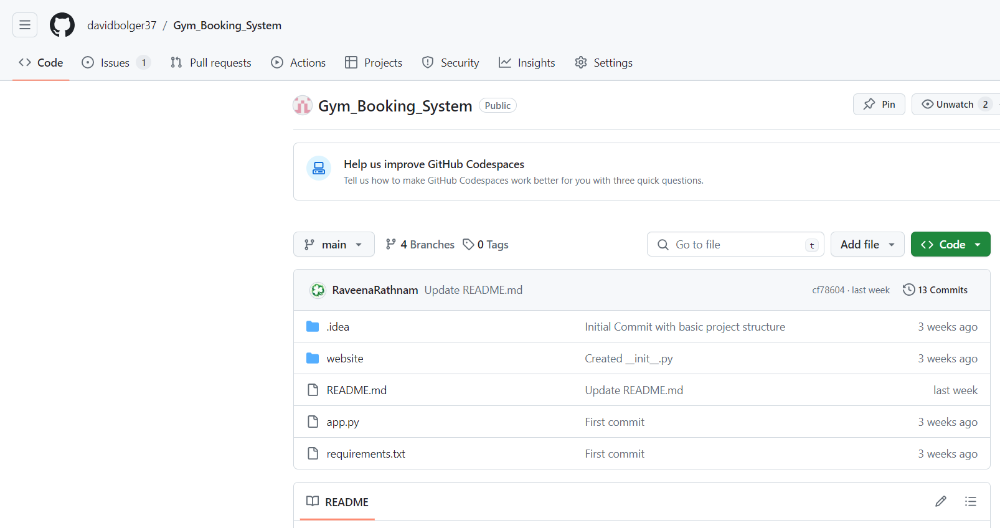 davidbolger37 / Gym_Booking_System
Code Issues 1 Pull requests Actions Projects Security Insights Settings
Gym_Booking_System Public Pin Unwatch 2
Help us improve GitHub Codespaces
Tell us how to make GitHub Codespaces work better for you with three quick questions.
main 4 Branches 0 Tags Go to file t Add file Code
RaveenaRathnam Update README.md cf78604 · last week 13 Commits
.idea Initial Commit with basic project structure 3 weeks ago
website Created __init__.py 3 weeks ago
README.md Update README.md last week
app.py First commit 3 weeks ago
requirements.txt First commit 3 weeks ago
README